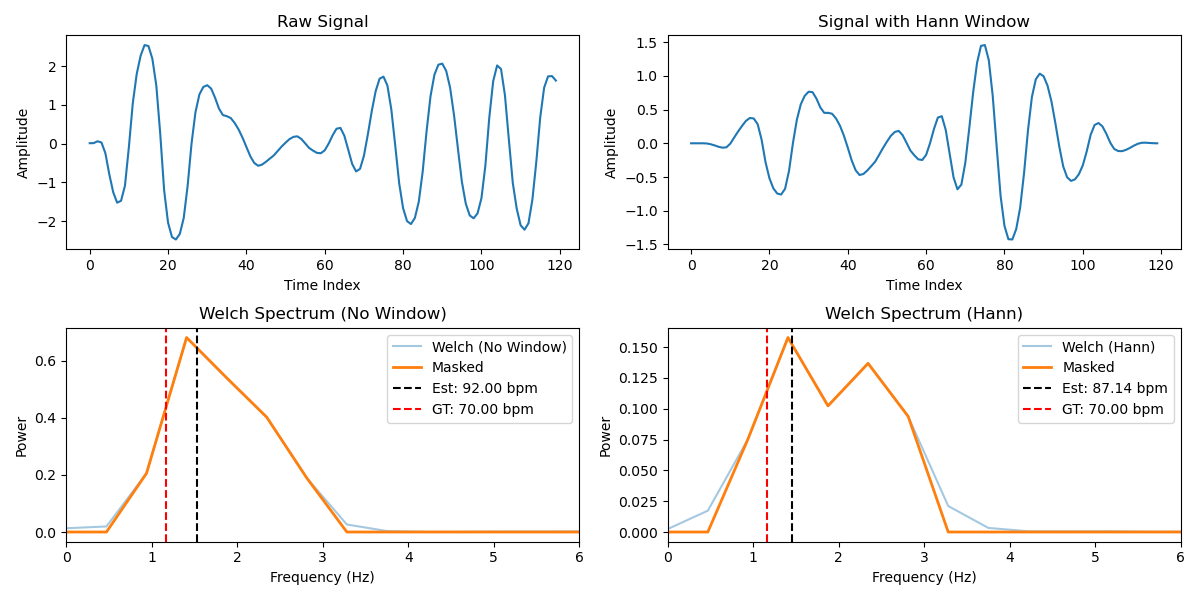 Raw Signal
Amplitude
2
1
0
−1
−2
0 20 40 60 80 100 120
Time Index
Signal with Hann Window
Amplitude
1.5
1.0
0.5
0.0
−0.5
−1.0
−1.5
0 20 40 60 80 100 120
Time Index
Welch Spectrum (No Window)
Power
0.6
0.4
0.2
0.0
0 1 2 3 4 5 6
Frequency (Hz)
Welch (No Window)
Masked
Est: 92.00 bpm
GT: 70.00 bpm
Welch Spectrum (Hann)
Power
0.150
0.125
0.100
0.075
0.050
0.025
0.000
0 1 2 3 4 5 6
Frequency (Hz)
Welch (Hann)
Masked
Est: 87.14 bpm
GT: 70.00 bpm